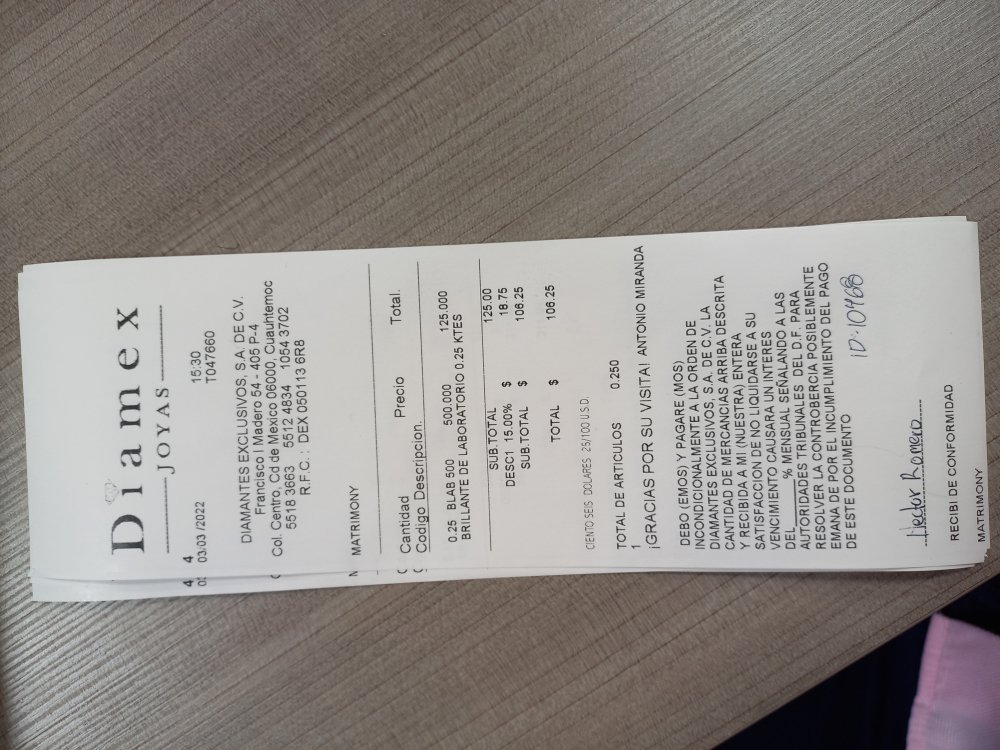 Diamex
JOYAS
4 4 15:30
03/03 /2022 T047660
DIAMANTES EXCLUSIVOS, S.A. DE C.V.
Francisco I Madero 54 - 405 P-4
Col. Centro, Cd de Mexico 06000, Cuauhtemoc
5518 3663 5512 4834 1054 3702
R.F.C. : DEX 050113 6R8
MATRIMONY
Cantidad Precio Total.
Codigo Descripcion.
0.25 BLAB 500 500.000 125.000
BRILLANTE DE LABORATORIO 0.25 KTES
SUB.TOTAL 125.00
DESC1 15.00% $ 18.75
SUB.TOTAL $ 106.25
TOTAL $ 106.25
CIENTO SEIS DOLARES 25/100 U.S.D.
TOTAL DE ARTICULOS 0.250
1
¡GRACIAS POR SU VISITA! ANTONIO MIRANDA
DEBO (EMOS) Y PAGARE (MOS)
INCONDICIONALMENTE A LA ORDEN DE
DIAMANTES EXCLUSIVOS, S.A. DE C.V. LA
CANTIDAD DE MERCANCIAS ARRIBA DESCRITA
Y RECIBIDA A MI (NUESTRA) ENTERA
SATISFACCION DE NO LIQUIDARSE A SU
VENCIMIENTO CAUSARA UN INTERES
DEL______% MENSUAL SEÑALANDO A LAS
AUTORIDADES TRIBUNALES DEL D.F. PARA
RESOLVER LA CONTROBERCIA POSIBLEMENTE
EMANA DE POR EL INCUMPLIMIENTO DEL PAGO
DE ESTE DOCUMENTO
ID:10468
Hector Romero
RECIBI DE CONFORMIDAD
MATRIMONY